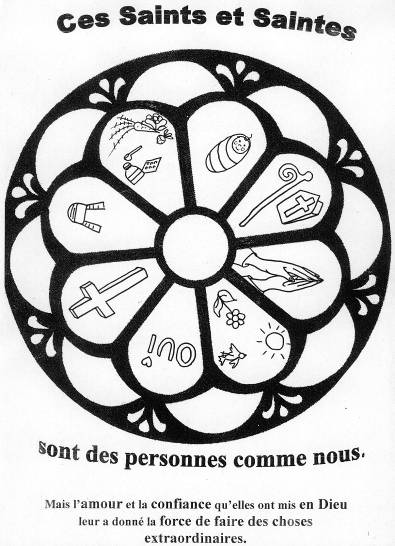 Ces Saints et Saintes
OUI
sont des personnes comme nous.
Mais l'amour et la confiance qu'elles ont mis en Dieu
leur a donné la force de faire des choses
extraordinaires.